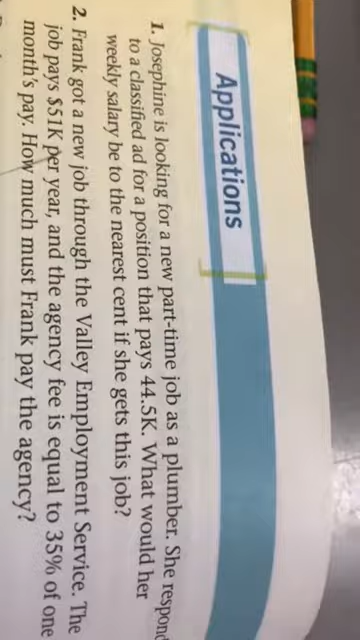 Applications
1. Josephine is looking for a new part-time job as a plumber. She
to a classified ad for a position that pays 44.5K. What would her
weekly salary be to the nearest cent if she gets this job?
2. Frank got a new job through the Valley Employment Service. The
job pays $51K per year, and the agency fee is equal to 35% of one
month's pay. How much must Frank pay the agency?